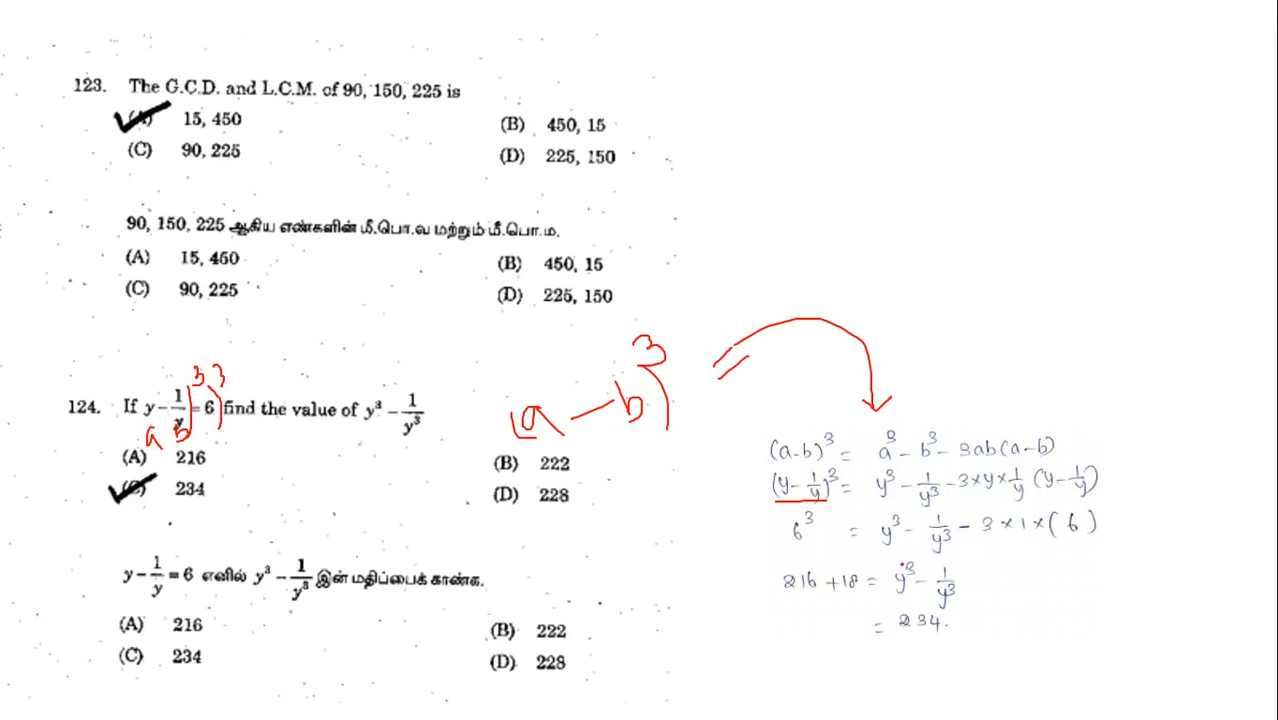 123. The G.C.D. and L.C.M. of 90, 150, 225 is
(A) 15, 450 (B) 450, 15
(C) 90, 225 (D) 225, 150
90, 150, 225 ஆகிய எண்களின் மீ.பொ.வ மற்றும் மீ.பொ.ம.
(A) 15, 450 (B) 450, 15
(C) 90, 225 (D) 225, 150
3 3
(a - b)³ =
124. If y - 1/y = 6 find the value of y³ - 1/y³
a b
(A) 216 (B) 222
(C) 234 (D) 228
y - 1/y = 6 எனில் y³ - 1/y³ இன் மதிப்பைக் காண்க.
(A) 216 (B) 222
(C) 234 (D) 228
(a-b)³ = a³ - b³ - 3ab(a-b)
(y - 1/y)³ = y³ - 1/y³ - 3×y×1/y (y - 1/y)
6³ = y³ - 1/y³ - 3×1×(6)
216 + 18 = y³ - 1/y³
= 234.